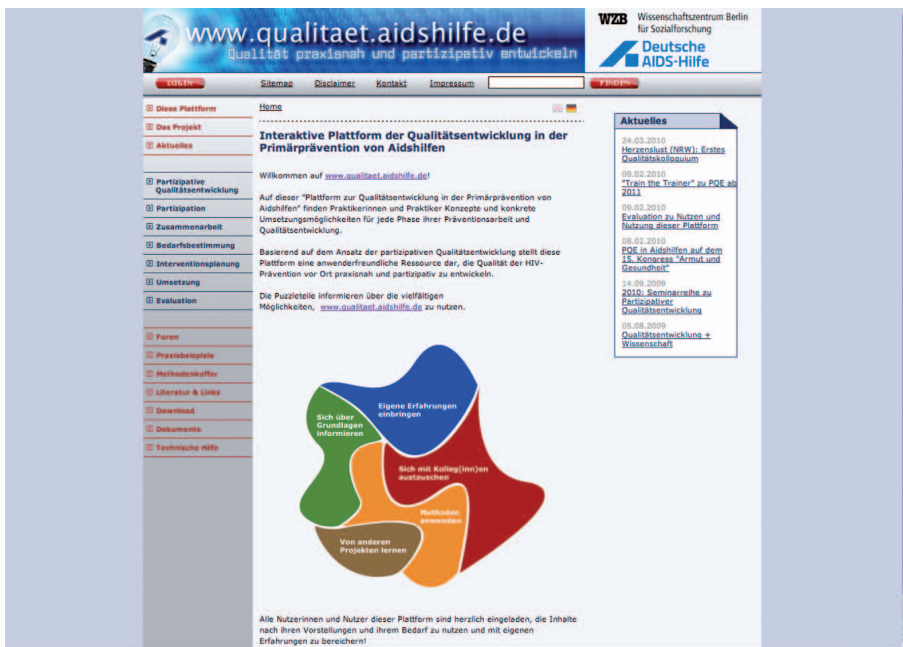 www.qualitaet.aidshilfe.de
Qualität praxisnah und partizipativ entwickeln
WZB Wissenschaftszentrum Berlin
für Sozialforschung
Deutsche
AIDS-Hilfe
LOGIN
Sitemap Disclaimer Kontakt Impressum
FINDEN
Diese Plattform
Das Projekt
Aktuelles
Partizipative
Qualitätsentwicklung
Partizipation
Zusammenarbeit
Bedarfsbestimmung
Interventionsplanung
Umsetzung
Evaluation
Foren
Praxisbeispiele
Methodenkoffer
Literatur & Links
Download
Dokumente
Technische Hilfe
Home
Interaktive Plattform der Qualitätsentwicklung in der
Primärprävention von Aidshilfen
Willkommen auf www.qualitaet.aidshilfe.de!
Auf dieser "Plattform zur Qualitätsentwicklung in der Primärprävention von
Aidshilfen" finden Praktikerinnen und Praktiker Konzepte und konkrete
Umsetzungsmöglichkeiten für jede Phase ihrer Präventionsarbeit und
Qualitätsentwicklung.
Basierend auf dem Ansatz der partizipativen Qualitätsentwicklung stellt diese
Plattform eine anwenderfreundliche Ressource dar, die Qualität der HIV-
Prävention vor Ort praxisnah und partizipativ zu entwickeln.
Die Puzzleteile informieren über die vielfältigen
Möglichkeiten, www.qualitaet.aidshilfe.de zu nutzen.
Eigene Erfahrungen
einbringen
Sich über
Grundlagen
informieren
Sich mit Kolleg(inn)en
austauschen
Methoden
anwenden
Von anderen
Projekten lernen
Alle Nutzerinnen und Nutzer dieser Plattform sind herzlich eingeladen, die Inhalte
nach ihren Vorstellungen und ihrem Bedarf zu nutzen und mit eigenen
Erfahrungen zu bereichern!
Aktuelles
24.03.2010
Herzenslust (NRW): Erstes
Qualitätskolloquium
09.02.2010
"Train the Trainer" zu PQE ab
2011
09.02.2010
Evaluation zu Nutzen und
Nutzung dieser Plattform
08.02.2010
PQE in Aidshilfen auf dem
15. Kongress "Armut und
Gesundheit"
14.09.2009
2010: Seminarreihe zu
Partizipativer
Qualitätsentwicklung
05.08.2009
Qualitätsentwicklung +
Wissenschaft